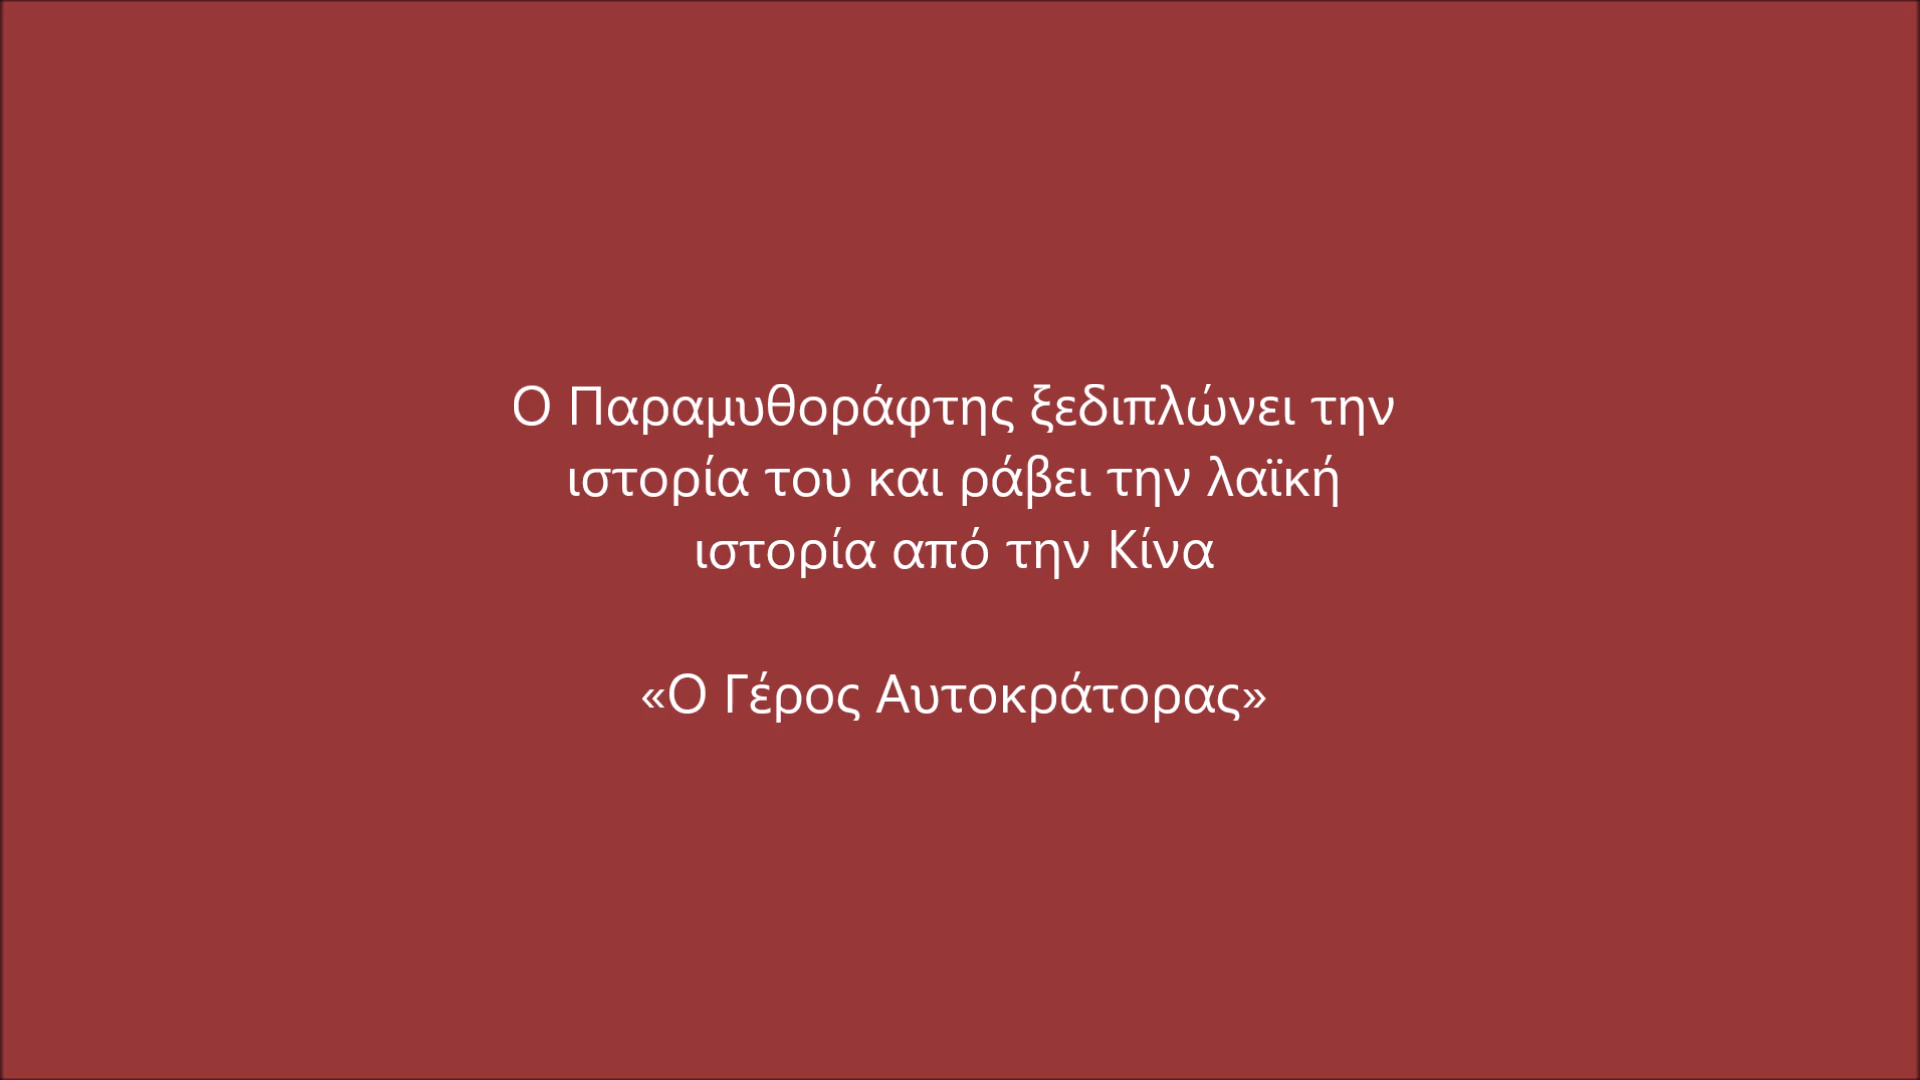 Ο Παραμυθοράφτης ξεδιπλώνει την
ιστορία του και ράβει την λαϊκή
ιστορία από την Κίνα
«Ο Γέρος Αυτοκράτορας»